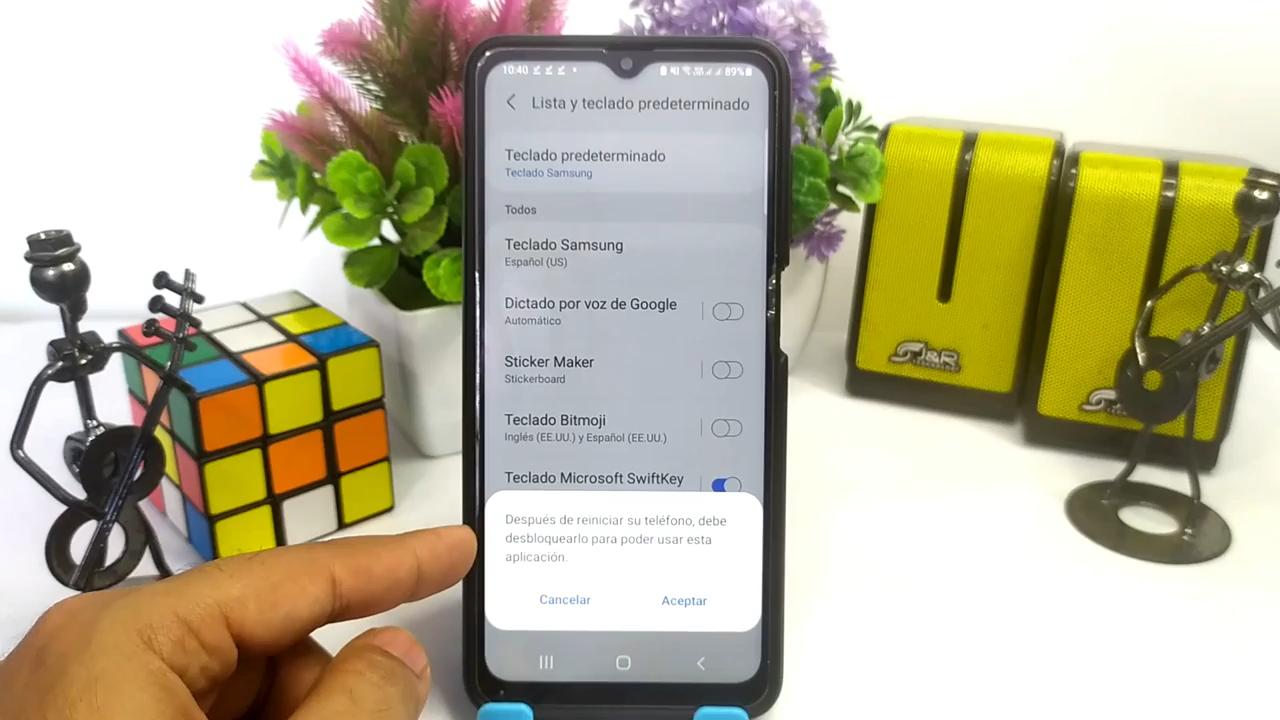 10:40
89%
Lista y teclado predeterminado
Teclado predeterminado
Teclado Samsung
Todos
Teclado Samsung
Español (US)
Dictado por voz de Google
Automático
Sticker Maker
Stickerboard
Teclado Bitmoji
Inglés (EE.UU.) y Español (EE.UU.)
Teclado Microsoft SwiftKey
Después de reiniciar su teléfono, debe
desbloquearlo para poder usar esta
aplicación.
Cancelar
Aceptar
J&R